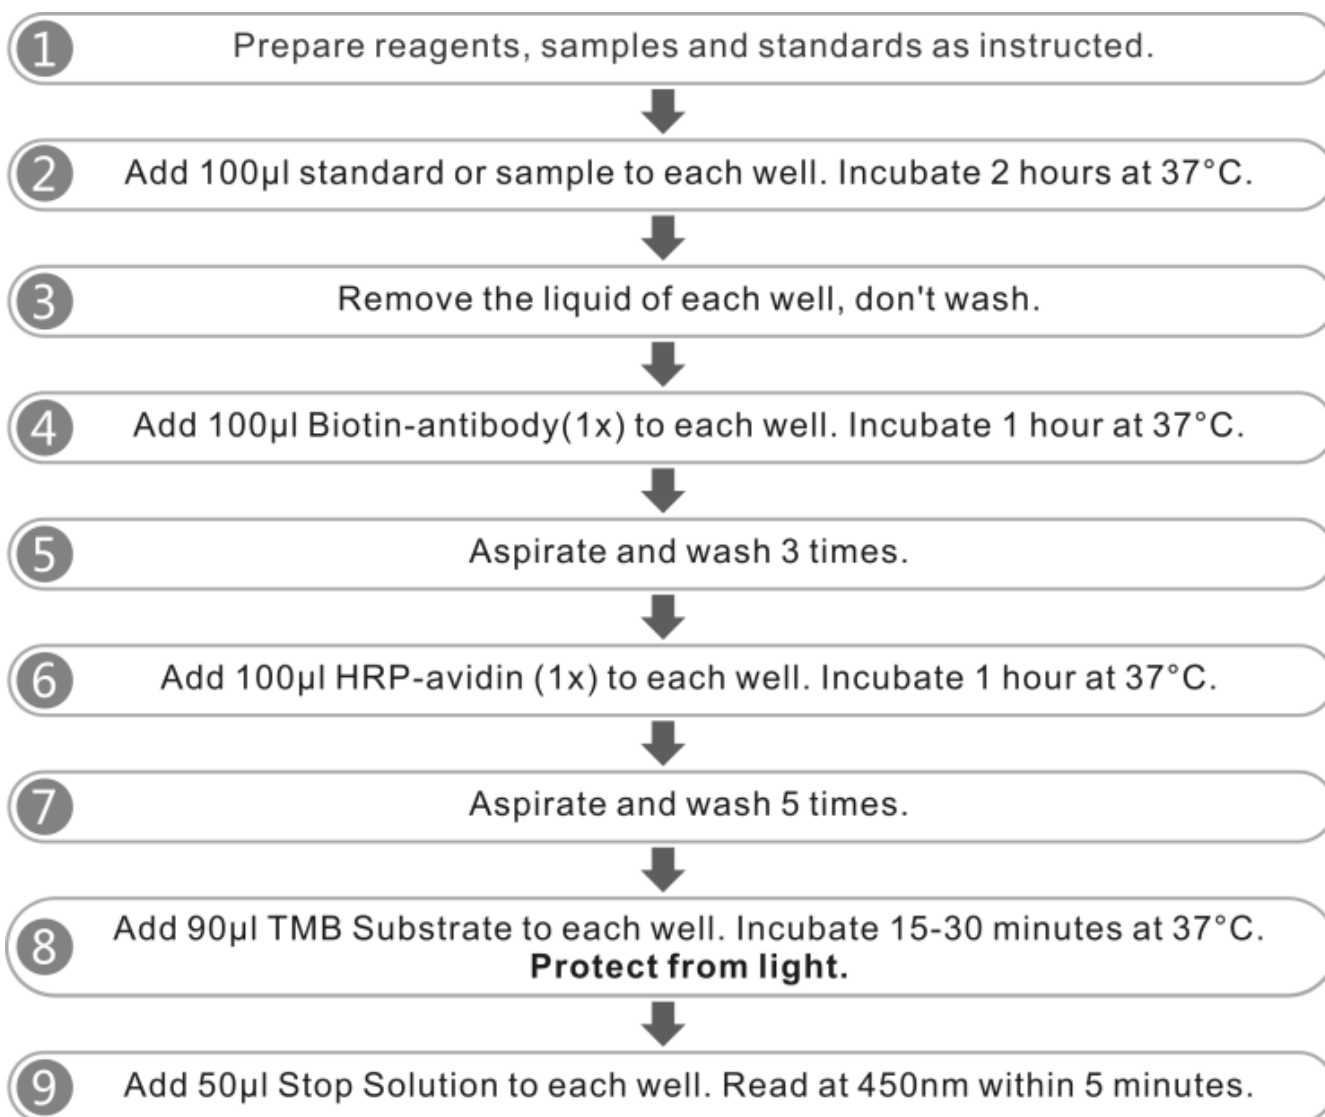 1 Prepare reagents, samples and standards as instructed.
2 Add 100µl standard or sample to each well. Incubate 2 hours at 37°C.
3 Remove the liquid of each well, don't wash.
4 Add 100µl Biotin-antibody(1x) to each well. Incubate 1 hour at 37°C.
5 Aspirate and wash 3 times.
6 Add 100µl HRP-avidin (1x) to each well. Incubate 1 hour at 37°C.
7 Aspirate and wash 5 times.
8 Add 90µl TMB Substrate to each well. Incubate 15-30 minutes at 37°C.
Protect from light.
9 Add 50µl Stop Solution to each well. Read at 450nm within 5 minutes.